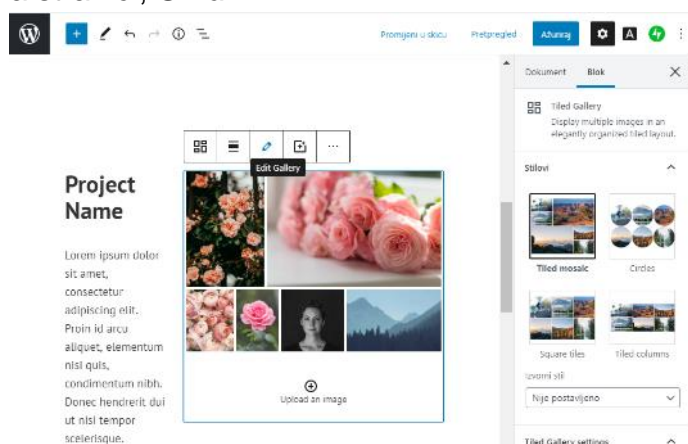 Promijeni u docu
Pretpregled
Ažuriraj
Dokument
Blok
Tiled Gallery
Display multiple images in an
elegantly organized tiled layout.
Stilovi
Tiled mosaic
Circles
Square tiles
Tiled columns
Izvorni stil
Nije postavljeno
Tiled Gallery settings
Edit Gallery
Project
Name
Lorem ipsum dolor
sit amet,
consectetur
adipiscing elit.
Proin id arcu
aliquet, elementum
nisl quis,
condimentum nibh.
Donec hendrerit dui
ut nisl tempor
scelerisque.
Upload an image